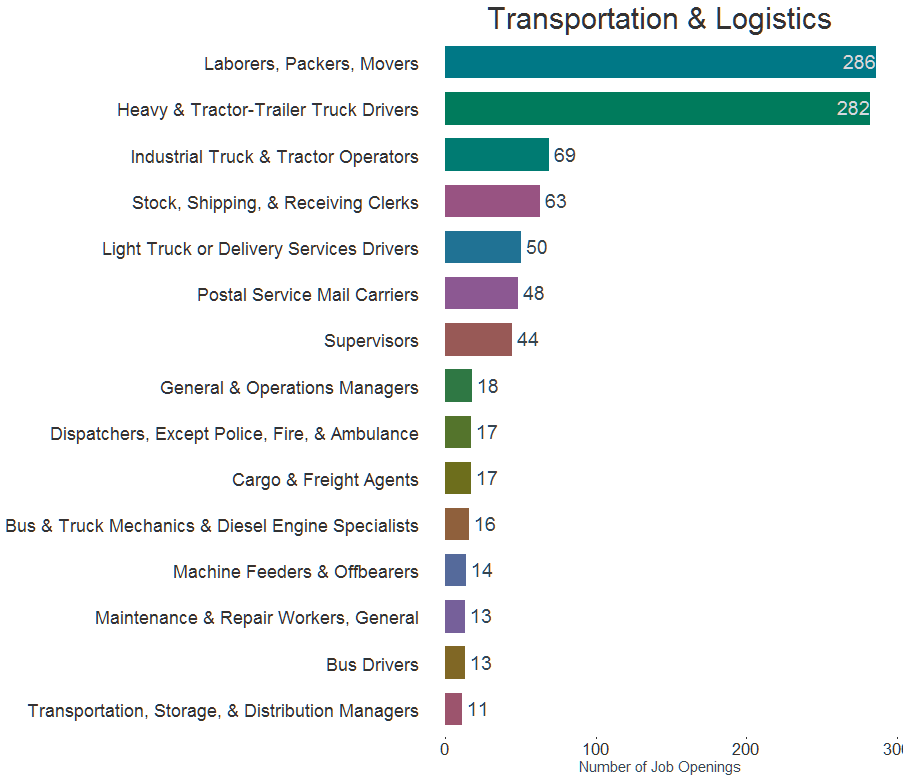 Transportation & Logistics
Laborers, Packers, Movers 286
Heavy & Tractor-Trailer Truck Drivers 282
Industrial Truck & Tractor Operators 69
Stock, Shipping, & Receiving Clerks 63
Light Truck or Delivery Services Drivers 50
Postal Service Mail Carriers 48
Supervisors 44
General & Operations Managers 18
Dispatchers, Except Police, Fire, & Ambulance 17
Cargo & Freight Agents 17
Bus & Truck Mechanics & Diesel Engine Specialists 16
Machine Feeders & Offbearers 14
Maintenance & Repair Workers, General 13
Bus Drivers 13
Transportation, Storage, & Distribution Managers 11
0 100 200 300
Number of Job Openings